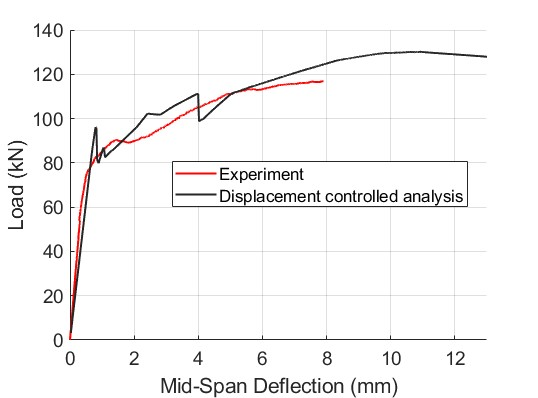 140
120
100
80
60
40
20
0
Load (kN)
Experiment
Displacement controlled analysis
0 2 4 6 8 10 12
Mid-Span Deflection (mm)